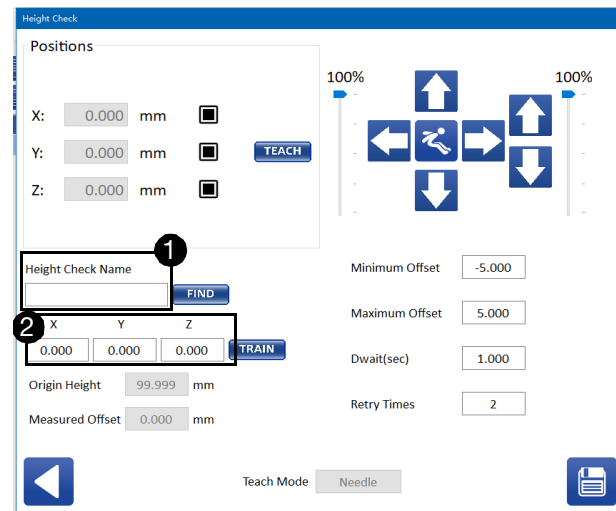 Height Check
Positions
X: 0.000 mm
Y: 0.000 mm
Z: 0.000 mm
TEACH
100%
100%
1
Height Check Name
FIND
2
X Y Z
0.000 0.000 0.000 TRAIN
Origin Height 99.999 mm
Measured Offset 0.000 mm
Minimum Offset -5.000
Maximum Offset 5.000
Dwait(sec) 1.000
Retry Times 2
Teach Mode Needle